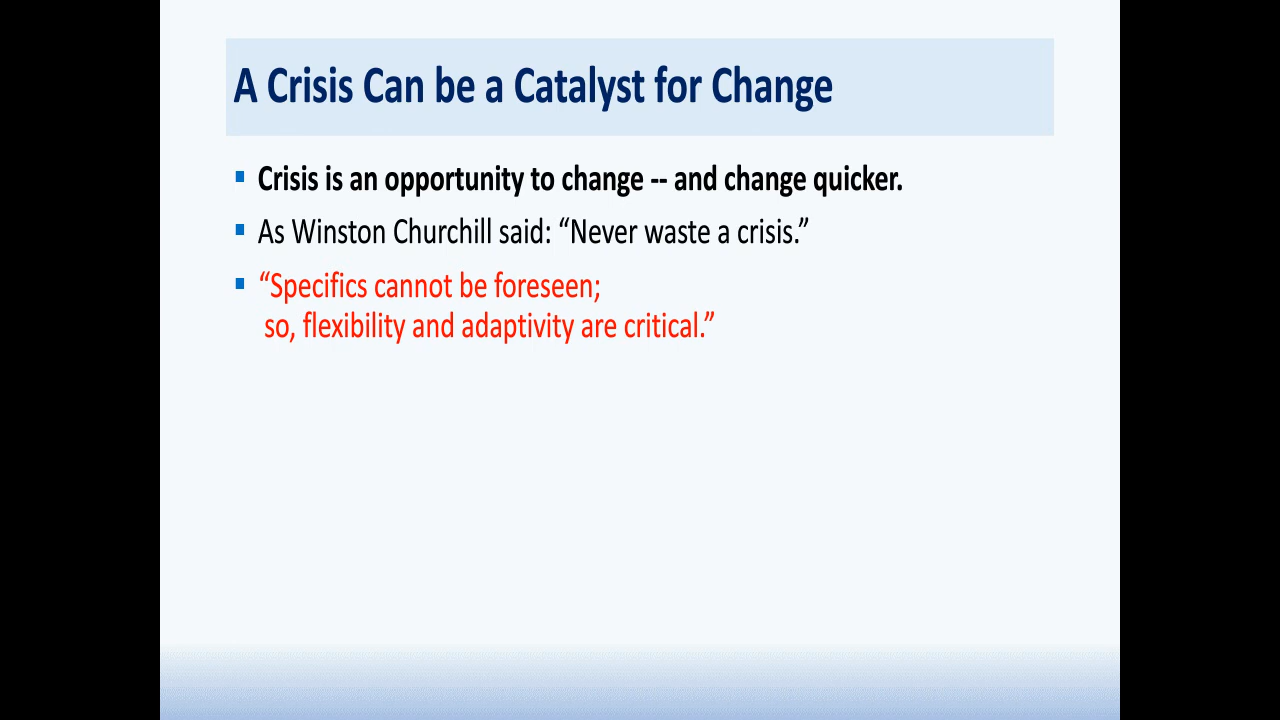 A Crisis Can be a Catalyst for Change
Crisis is an opportunity to change -- and change quicker.
As Winston Churchill said: “Never waste a crisis.”
“Specifics cannot be foreseen;
so, flexibility and adaptivity are critical.”